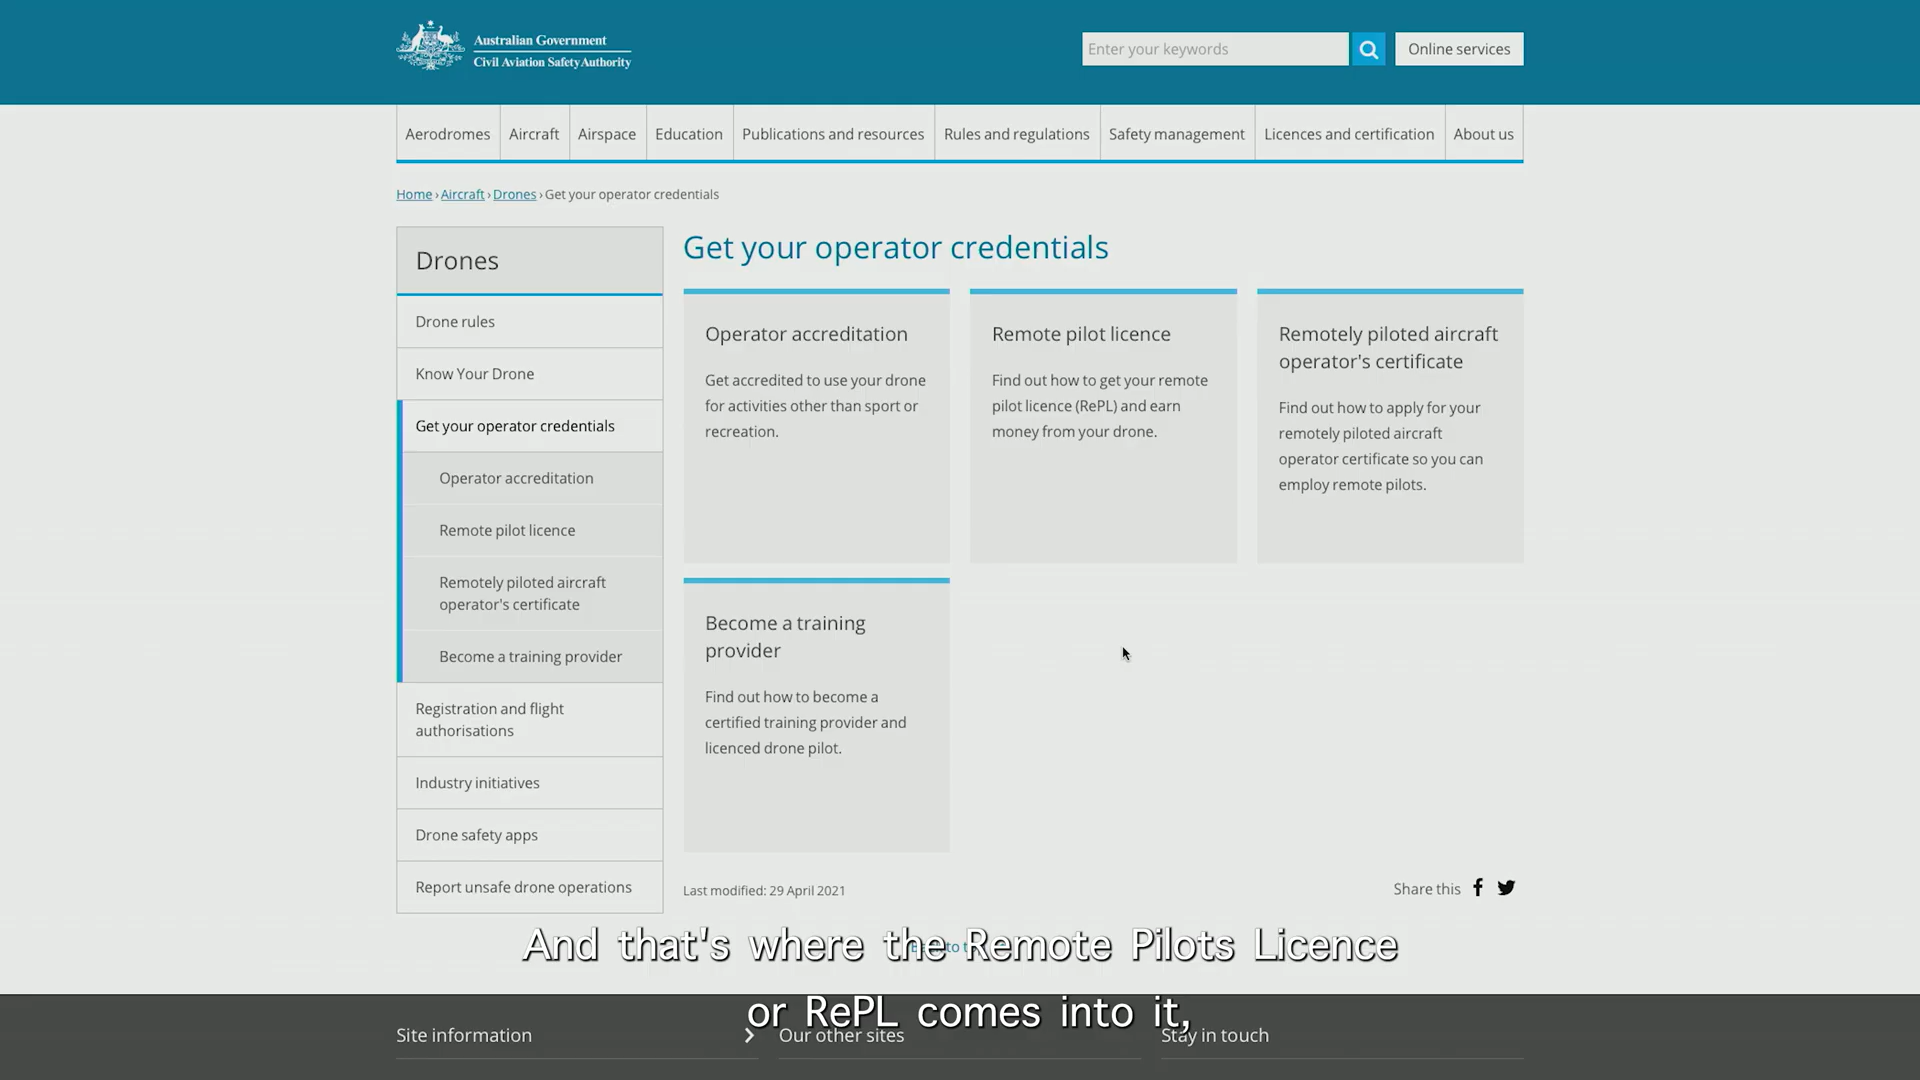 Australian Government
Civil Aviation Safety Authority
Enter your keywords
Online services
Aerodromes
Aircraft
Airspace
Education
Publications and resources
Rules and regulations
Safety management
Licences and certification
About us
Home › Aircraft › Drones › Get your operator credentials
Drones
Drone rules
Know Your Drone
Get your operator credentials
Operator accreditation
Remote pilot licence
Remotely piloted aircraft
operator's certificate
Become a training provider
Registration and flight
authorisations
Industry initiatives
Drone safety apps
Report unsafe drone operations
Get your operator credentials
Operator accreditation
Get accredited to use your drone
for activities other than sport or
recreation.
Remote pilot licence
Find out how to get your remote
pilot licence (RePL) and earn
money from your drone.
Remotely piloted aircraft
operator's certificate
Find out how to apply for your
remotely piloted aircraft
operator certificate so you can
employ remote pilots.
Become a training
provider
Find out how to become a
certified training provider and
licenced drone pilot.
Last modified: 29 April 2021
Share this
And that's where the Remote Pilots Licence
or RePL comes into it,
Site information
Our other sites
Stay in touch